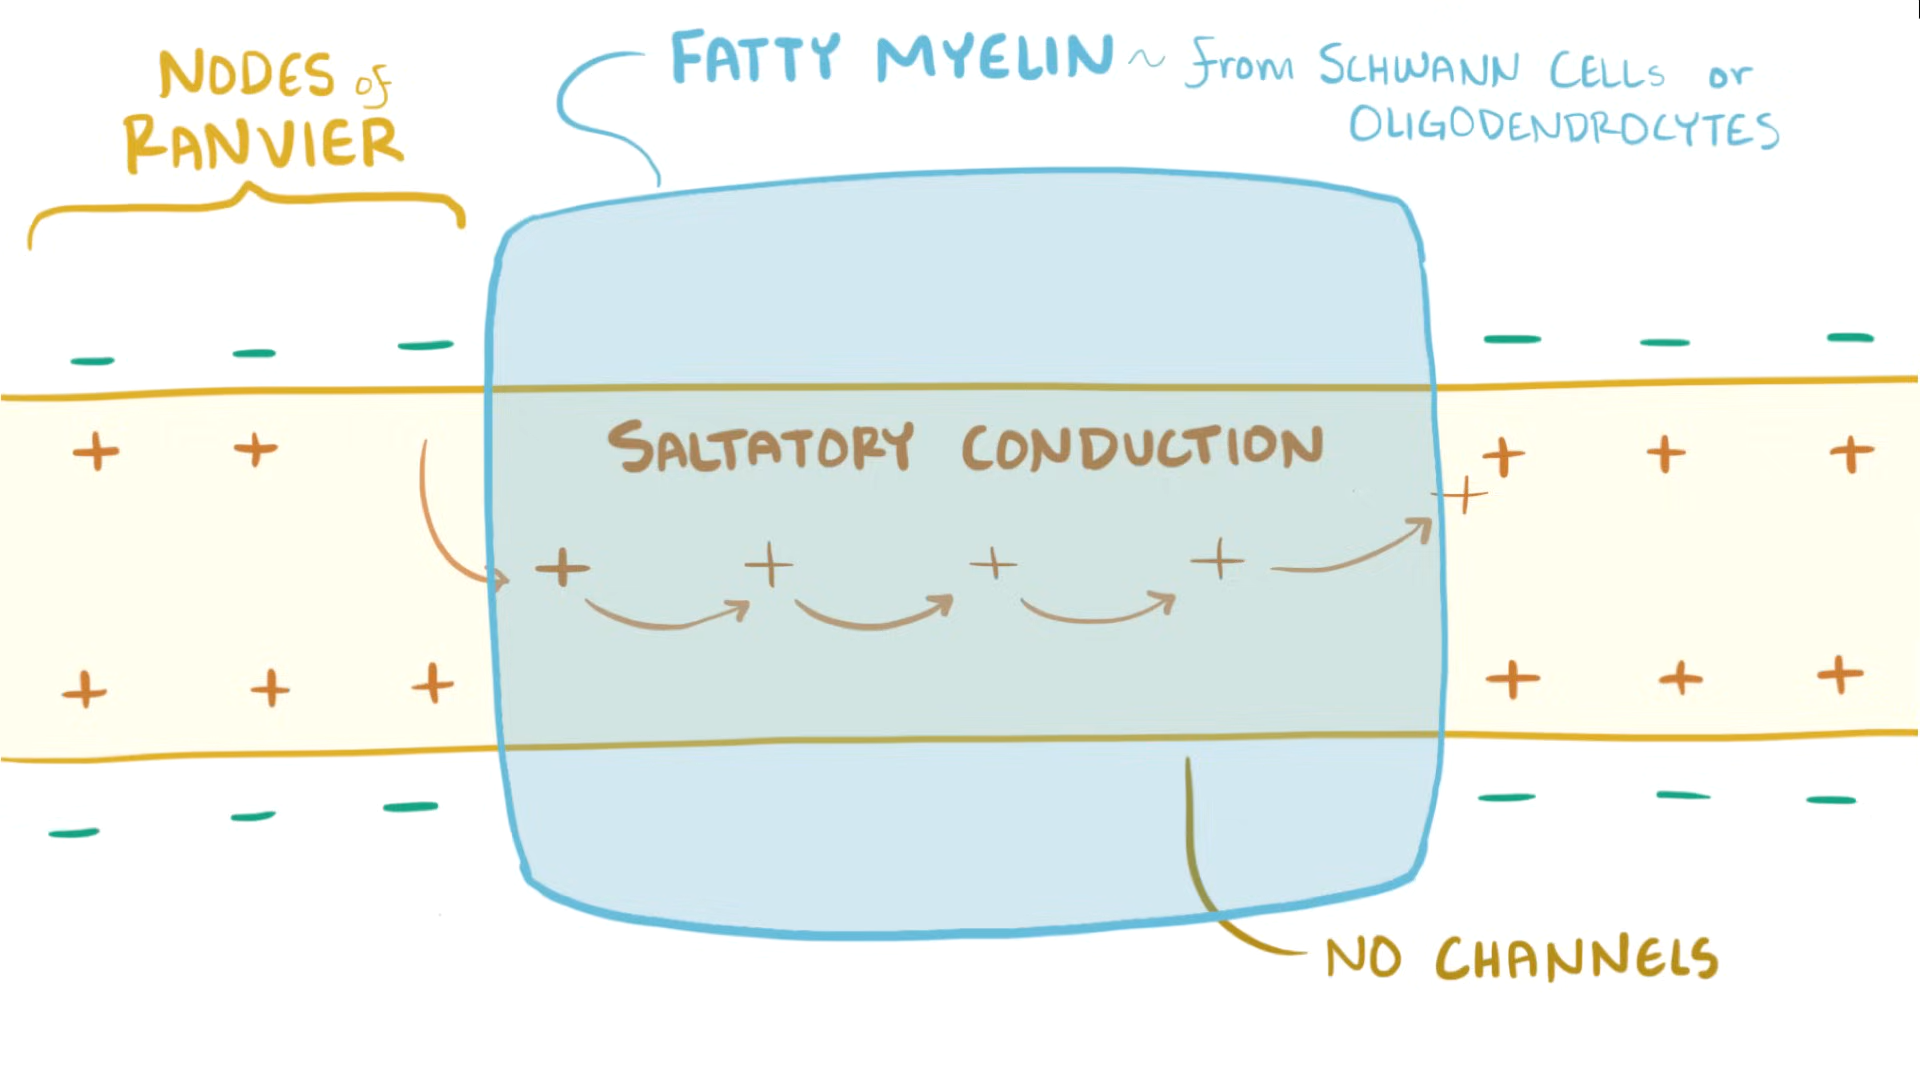 NODES of
RANVIER
FATTY MYELIN ~ from SCHWANN CELLS or
OLIGODENDROCYTES
SALTATORY CONDUCTION
NO CHANNELS